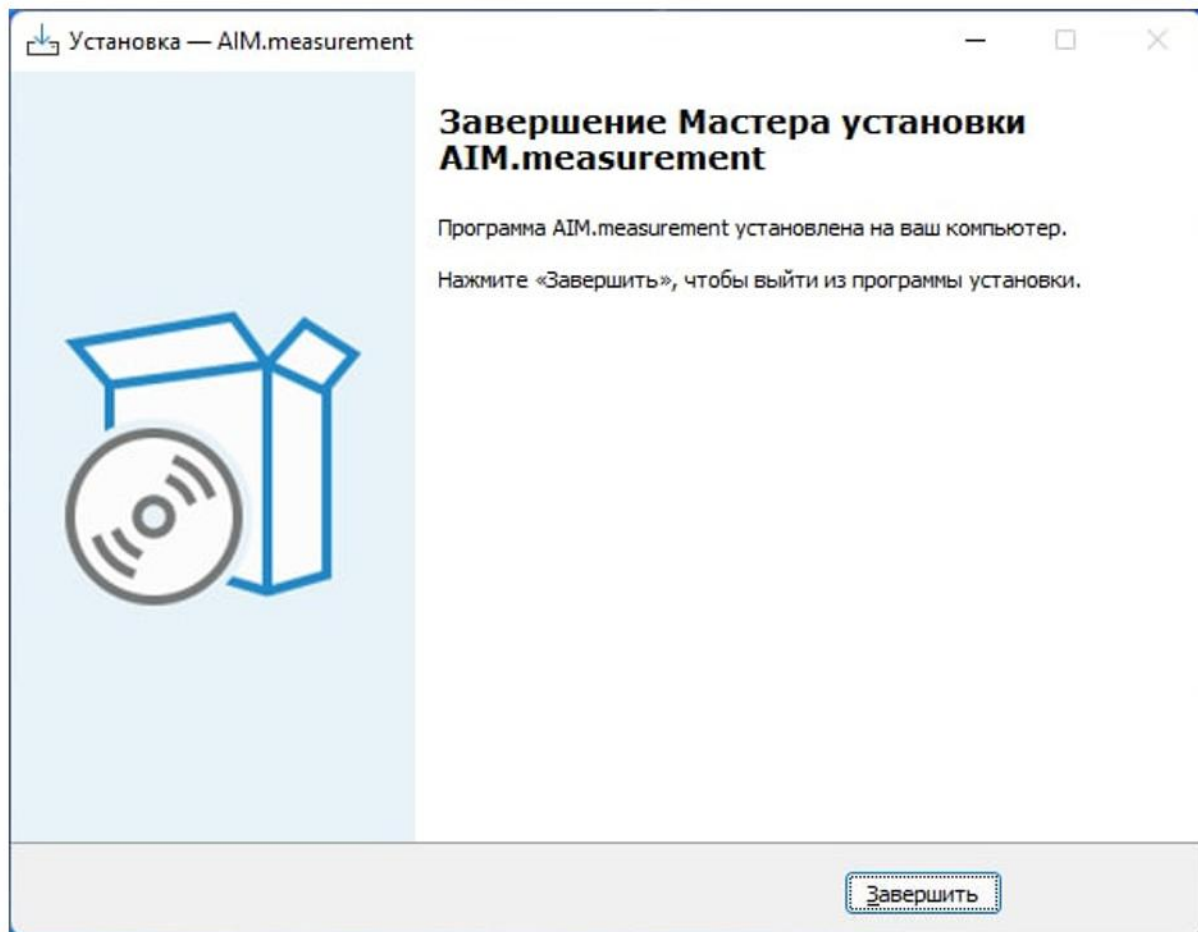 Установка — AIM.measurement
Завершение Мастера установки
AIM.measurement
Программа AIM.measurement установлена на ваш компьютер.
Нажмите «Завершить», чтобы выйти из программы установки.
Завершить